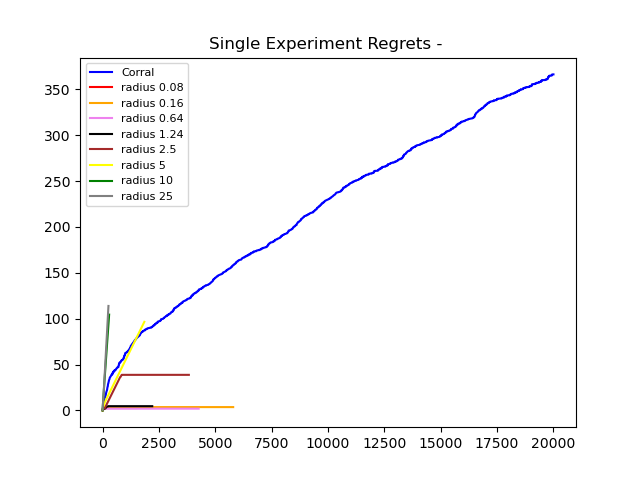 Single Experiment Regrets -
350
300
250
200
150
100
50
0
Corral
radius 0.08
radius 0.16
radius 0.64
radius 1.24
radius 2.5
radius 5
radius 10
radius 25
0 2500 5000 7500 10000 12500 15000 17500 20000